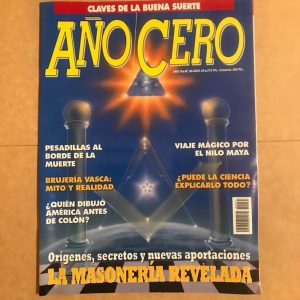 CLAVES DE LA BUENA SUERTE
AÑO CERO
PESADILLAS AL
BORDE DE LA
MUERTE
VIAJE MÁGICO POR
EL NILO MAYA
BRUJERÍA VASCA:
MITO Y REALIDAD
¿PUEDE LA CIENCIA
EXPLICARLO TODO?
¿QUIÉN DIBUJÓ
AMÉRICA ANTES
DE COLÓN?
Orígenes, secretos y nuevas aportaciones
LA MASONERÍA REVELADA